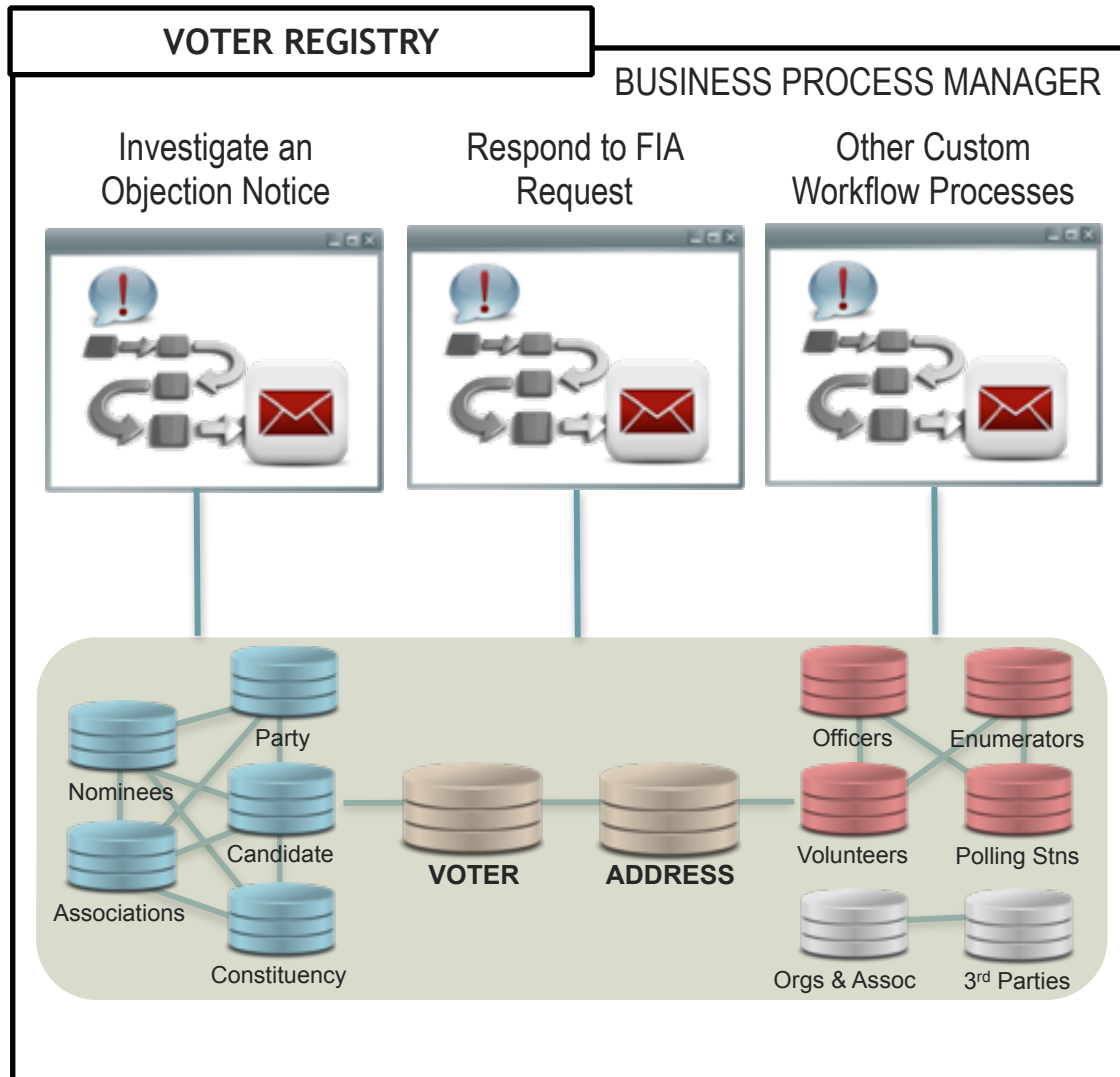 VOTER REGISTRY
BUSINESS PROCESS MANAGER
Investigate an
Objection Notice
Respond to FIA
Request
Other Custom
Workflow Processes
Party
Nominees
Candidate
Associations
Constituency
VOTER
ADDRESS
Officers
Enumerators
Volunteers
Polling Stns
Orgs & Assoc
3rd Parties